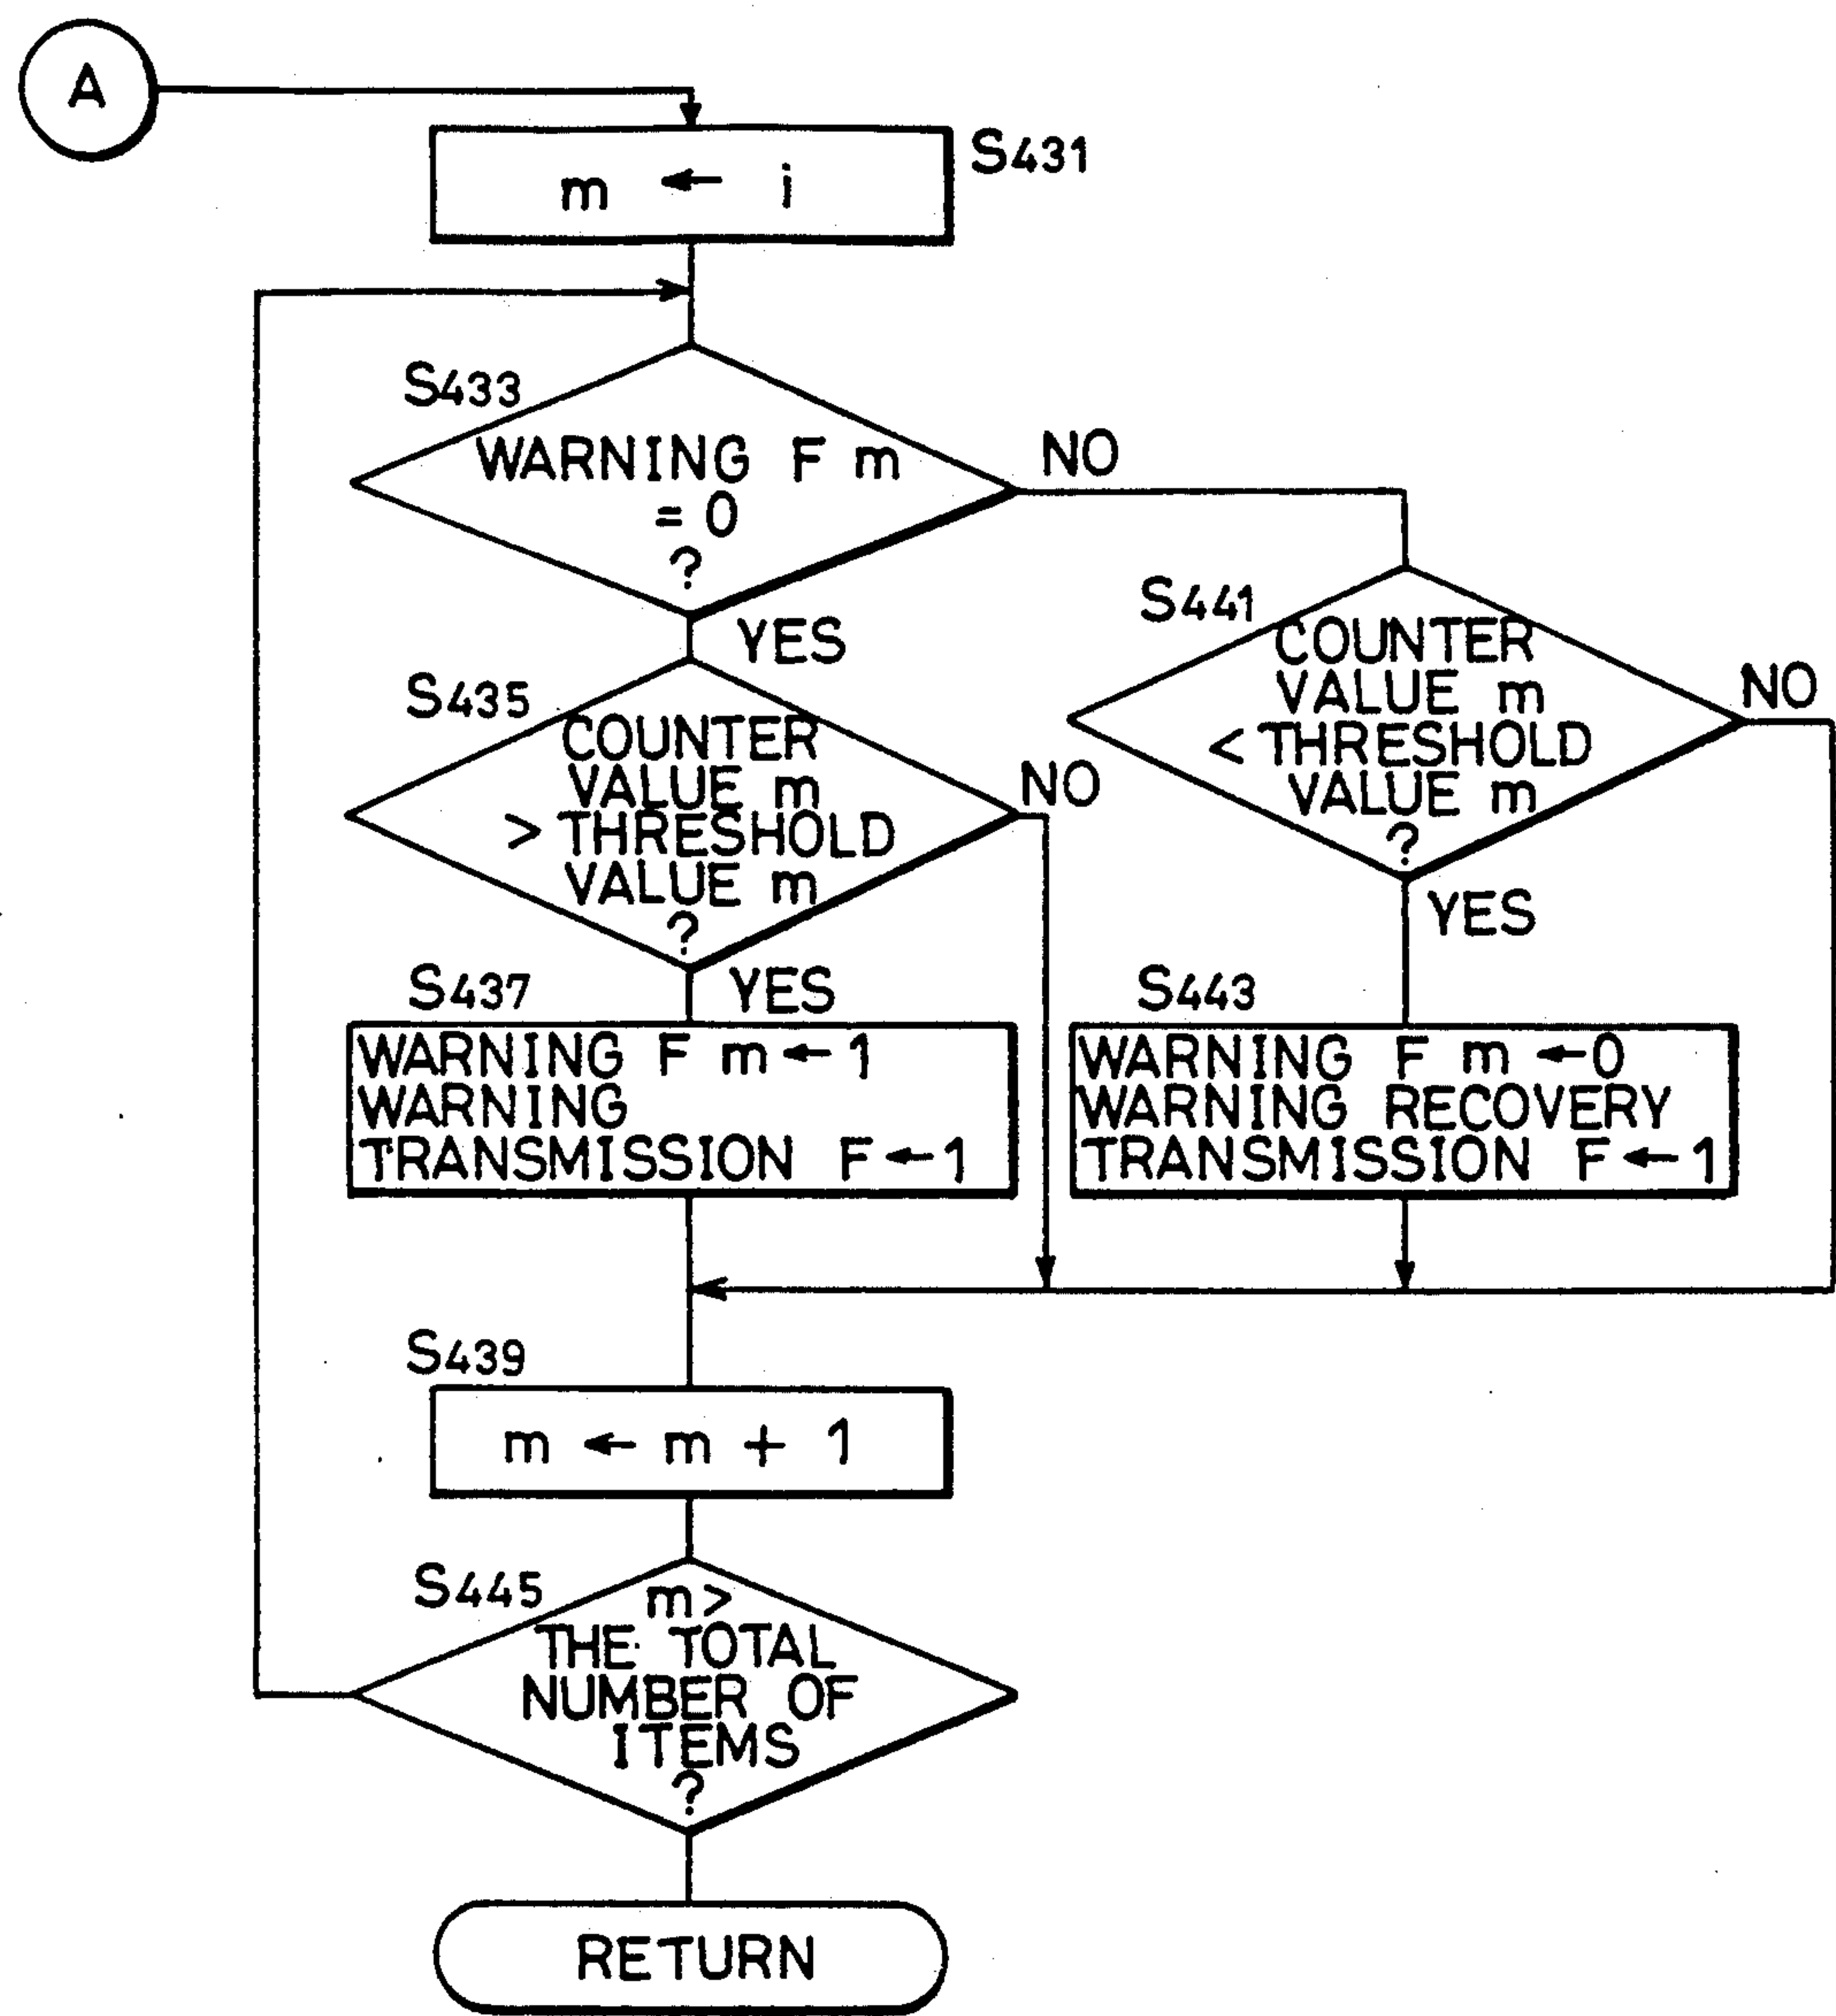 A
S431
m ← i
S433
WARNING F m
= 0
?
NO
YES
S435
COUNTER
VALUE m
> THRESHOLD
VALUE m
?
NO
YES
S441
COUNTER
VALUE m
< THRESHOLD
VALUE m
?
NO
YES
S437
WARNING F m ← 1
WARNING
TRANSMISSION F ← 1
S443
WARNING F m ← 0
WARNING RECOVERY
TRANSMISSION F ← 1
S439
m ← m + 1
S445
m >
THE TOTAL
NUMBER OF
ITEMS
?
RETURN